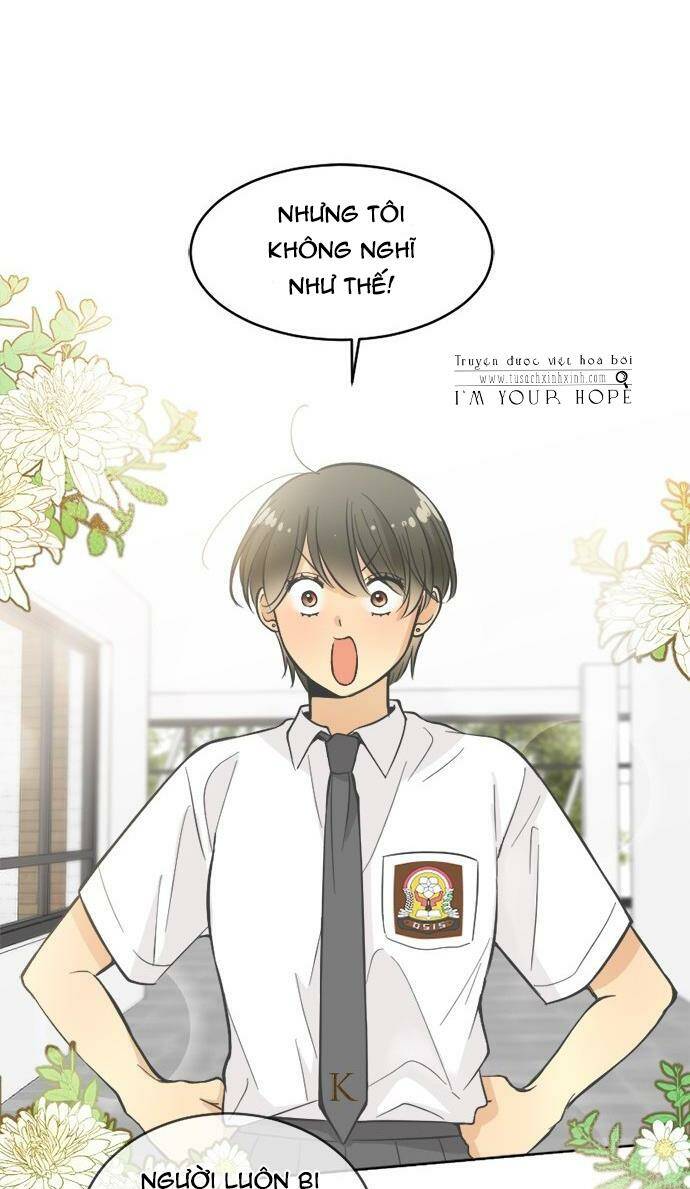 NHƯNG TÔI
KHÔNG NGHĨ
NHƯ THẾ!
Truyện được việt hoá bởi
www.tusachxinhxinh.com
I'M YOUR HOPE
OSIS
K
NGƯỜI LUÔN BI